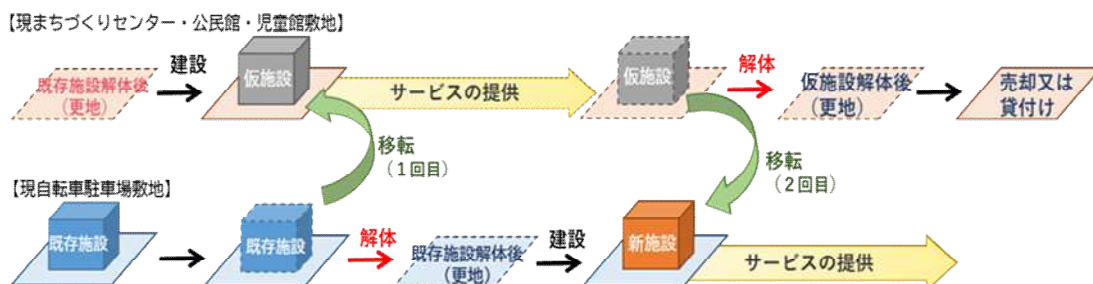 【現まちづくりセンター・公民館・児童館敷地】
既存施設解体後
（更地）
建設
仮施設
サービスの提供
仮施設
解体
仮施設解体後
（更地）
売却又は
貸付け
移転
（１回目）
移転
（２回目）
【現自転車駐車場敷地】
既存施設
既存施設
解体
既存施設解体後
（更地）
建設
新施設
サービスの提供